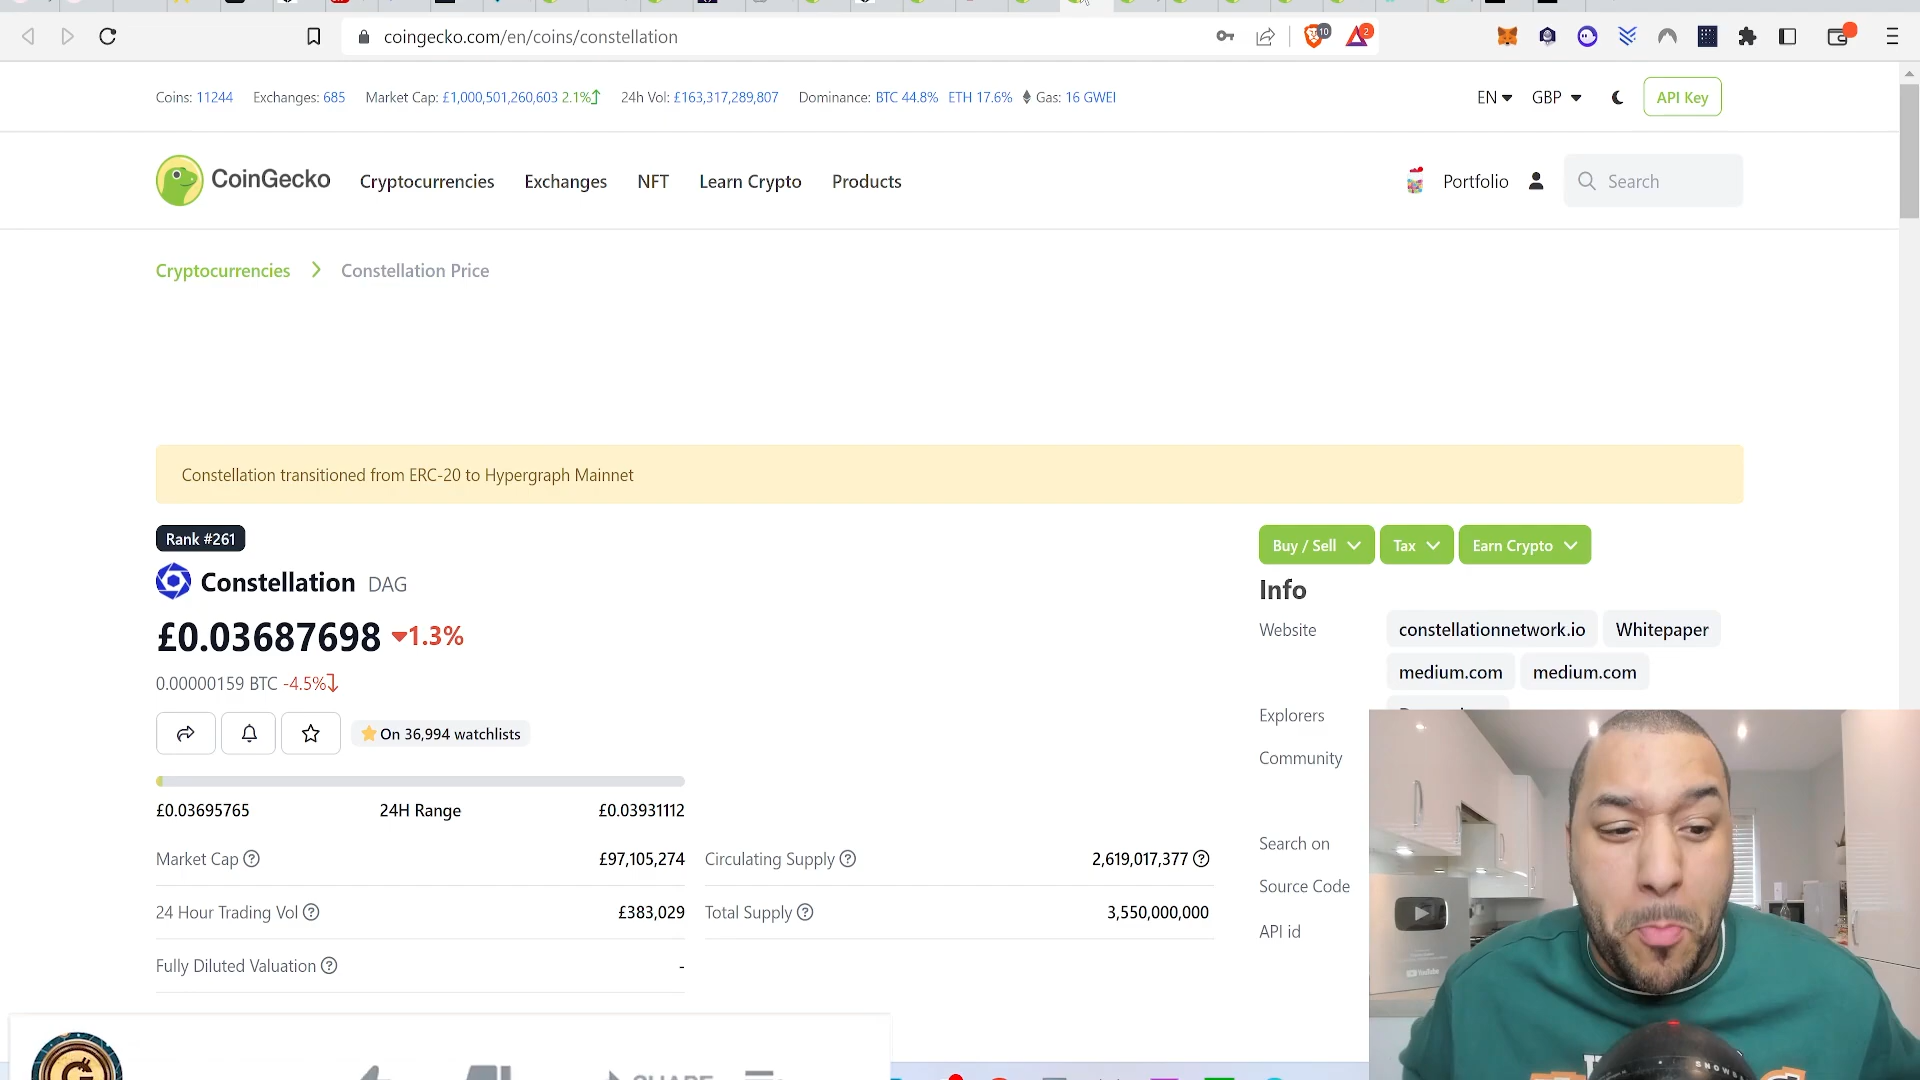 coingecko.com/en/coins/constellation
10
2
Coins: 11244 Exchanges: 685 Market Cap: £1,000,501,260,603 2.1% 24h Vol: £163,317,289,807 Dominance: BTC 44.8% ETH 17.6% Gas: 16 GWEI
EN GBP API Key
CoinGecko Cryptocurrencies Exchanges NFT Learn Crypto Products
Portfolio Search
Cryptocurrencies Constellation Price
Constellation transitioned from ERC-20 to Hypergraph Mainnet
Rank #261
Constellation DAG
£0.03687698 1.3%
0.00000159 BTC -4.5%
On 36,994 watchlists
£0.03695765 24H Range £0.03931112
Market Cap £97,105,274
24 Hour Trading Vol £383,029
Fully Diluted Valuation -
Circulating Supply 2,619,017,377
Total Supply 3,550,000,000
Buy / Sell Tax Earn Crypto
Info
Website constellationnetwork.io Whitepaper
medium.com medium.com
Explorers
Community
Search on
Source Code
API id
YouTube
SHARE